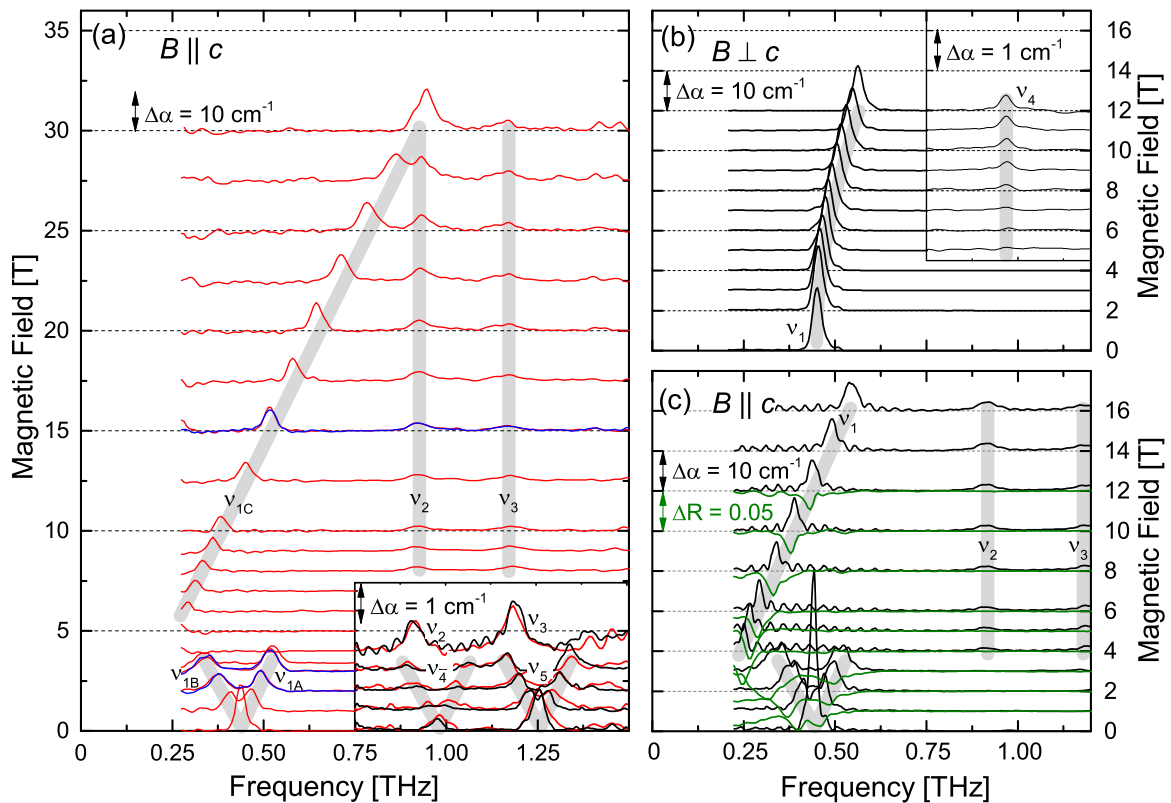 (a)
B ∥ c
Δα = 10 cm⁻¹
ν1C
ν2
ν3
ν1B
ν1A
Δα = 1 cm⁻¹
ν2
ν3
ν4
ν5
35
30
25
20
15
10
5
0
Magnetic Field [T]
0
0.25
0.50
0.75
1.00
1.25
Frequency [THz]
(b)
B ⊥ c
Δα = 10 cm⁻¹
Δα = 1 cm⁻¹
ν4
ν1
16
14
12
10
8
6
4
2
0
Magnetic Field [T]
(c)
B ∥ c
ν1
Δα = 10 cm⁻¹
ΔR = 0.05
ν2
ν3
16
14
12
10
8
6
4
2
0
Magnetic Field [T]
0
0.25
0.50
0.75
1.00
Frequency [THz]